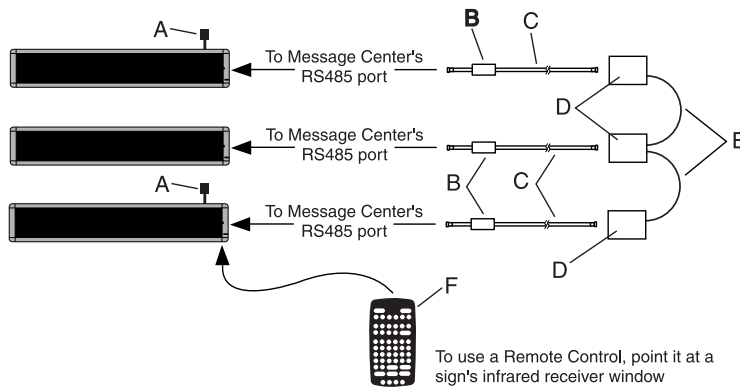 A
B
C
To Message Center's
RS485 port
D
To Message Center's
RS485 port
E
A
B
C
To Message Center's
RS485 port
D
F
To use a Remote Control, point it at a
sign's infrared receiver window